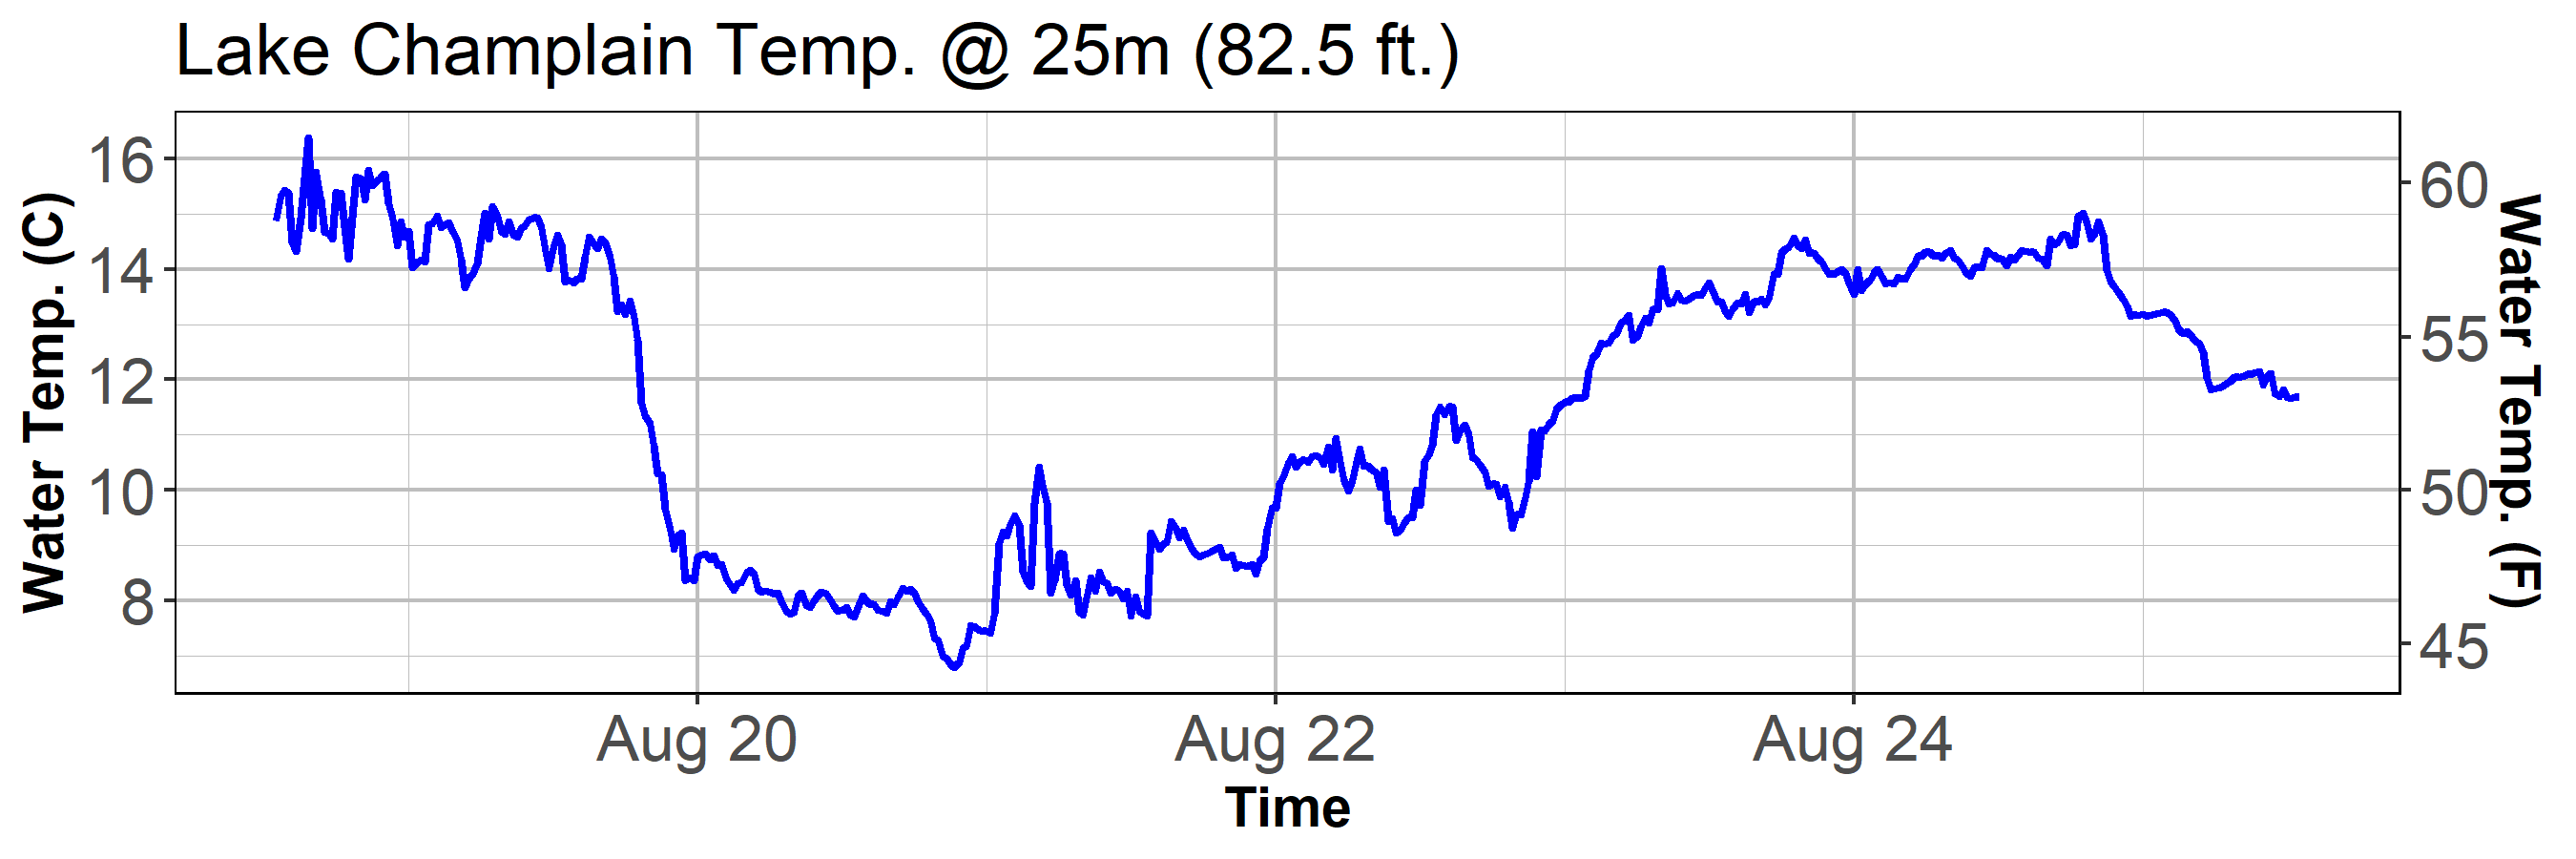 Lake Champlain Temp. @ 25m (82.5 ft.)
Water Temp. (C)
16
14
12
10
8
60
55
50
45
Water Temp. (F)
Aug 20
Aug 22
Aug 24
Time